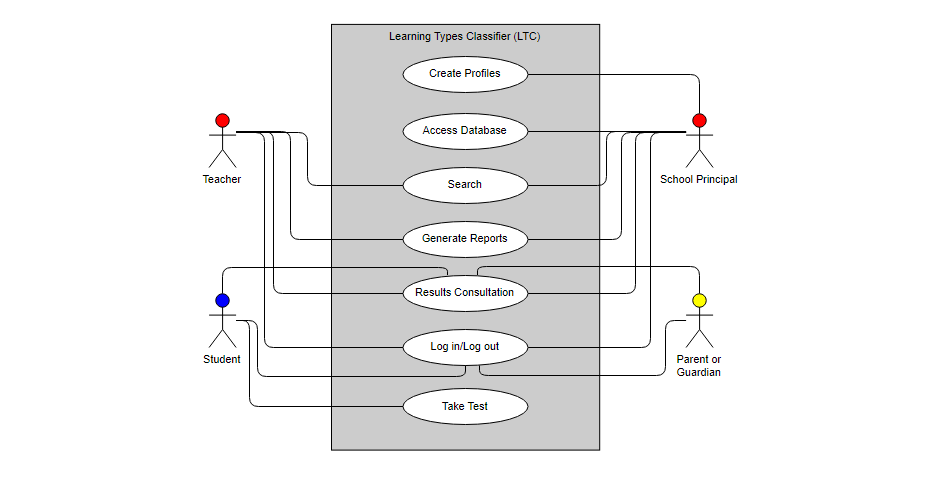 Learning Types Classifier (LTC)
Create Profiles
Access Database
Teacher
School Principal
Search
Generate Reports
Results Consultation
Log in/Log out
Student
Parent or
Guardian
Take Test